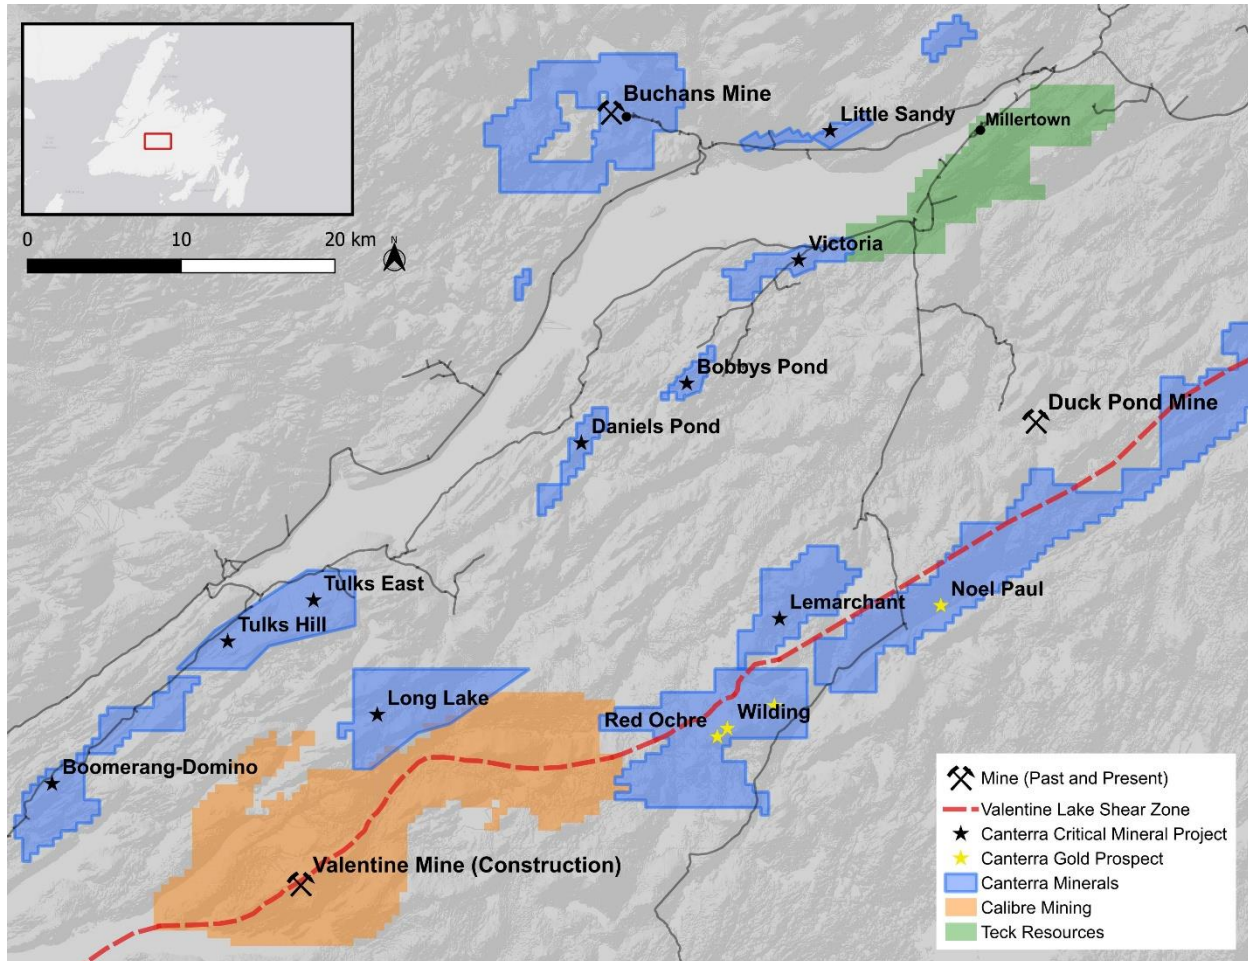 Buchans Mine
Little Sandy
Millertown
0 10 20 km
N
Victoria
Bobbys Pond
Duck Pond Mine
Daniels Pond
Tulks East
Tulks Hill
Lemarchant
Noel Paul
Long Lake
Red Ochre
Wilding
Boomerang-Domino
Valentine Mine (Construction)
Mine (Past and Present)
Valentine Lake Shear Zone
Canterra Critical Mineral Project
Canterra Gold Prospect
Canterra Minerals
Calibre Mining
Teck Resources